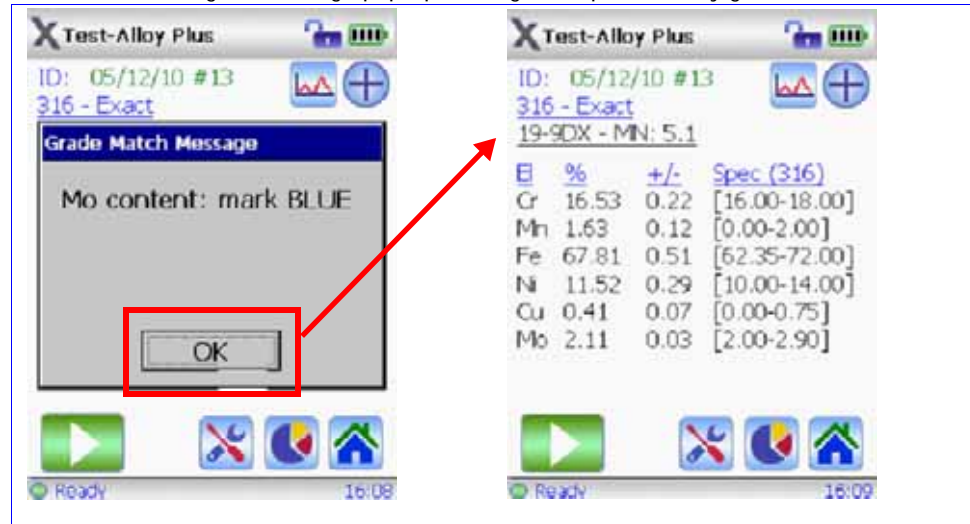 Test-Alloy Plus
ID: 05/12/10 #13
316 - Exact
Grade Match Message
Mo content: mark BLUE
OK
Ready 16:08
Test-Alloy Plus
ID: 05/12/10 #13
316 - Exact
19-9DX - MN: 5.1
El % +/- Spec (316)
Cr 16.53 0.22 [16.00-18.00]
Mn 1.63 0.12 [0.00-2.00]
Fe 67.81 0.51 [62.35-72.00]
Ni 11.52 0.29 [10.00-14.00]
Cu 0.41 0.07 [0.00-0.75]
Mo 2.11 0.03 [2.00-2.90]
Ready 16:09